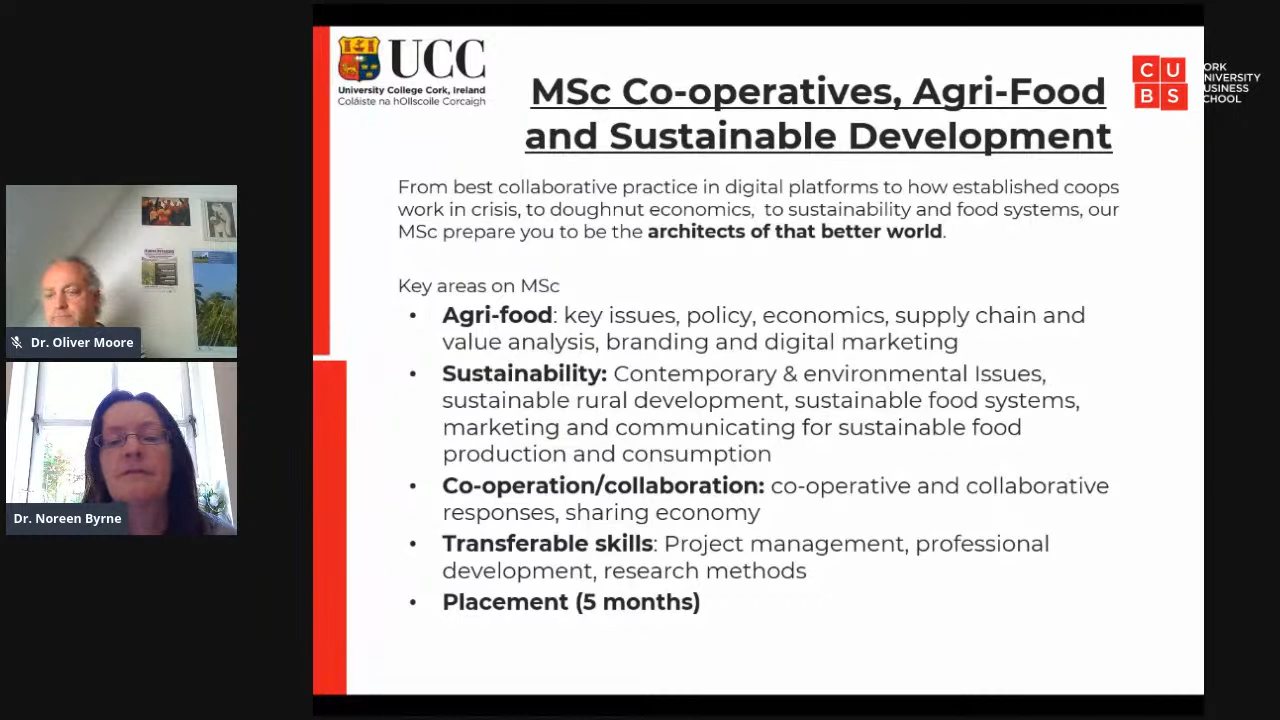 UCC
University College Cork, Ireland
Coláiste na hOllscoile Corcaigh
MSc Co-operatives, Agri-Food
and Sustainable Development
CU
BS
CORK
UNIVERSITY
BUSINESS
SCHOOL
From best collaborative practice in digital platforms to how established coops
work in crisis, to doughnut economics, to sustainability and food systems, our
MSc prepare you to be the architects of that better world.
Key areas on MSc
• Agri-food: key issues, policy, economics, supply chain and
value analysis, branding and digital marketing
• Sustainability: Contemporary & environmental Issues,
sustainable rural development, sustainable food systems,
marketing and communicating for sustainable food
production and consumption
• Co-operation/collaboration: co-operative and collaborative
responses, sharing economy
• Transferable skills: Project management, professional
development, research methods
• Placement (5 months)
Dr. Oliver Moore
Dr. Noreen Byrne